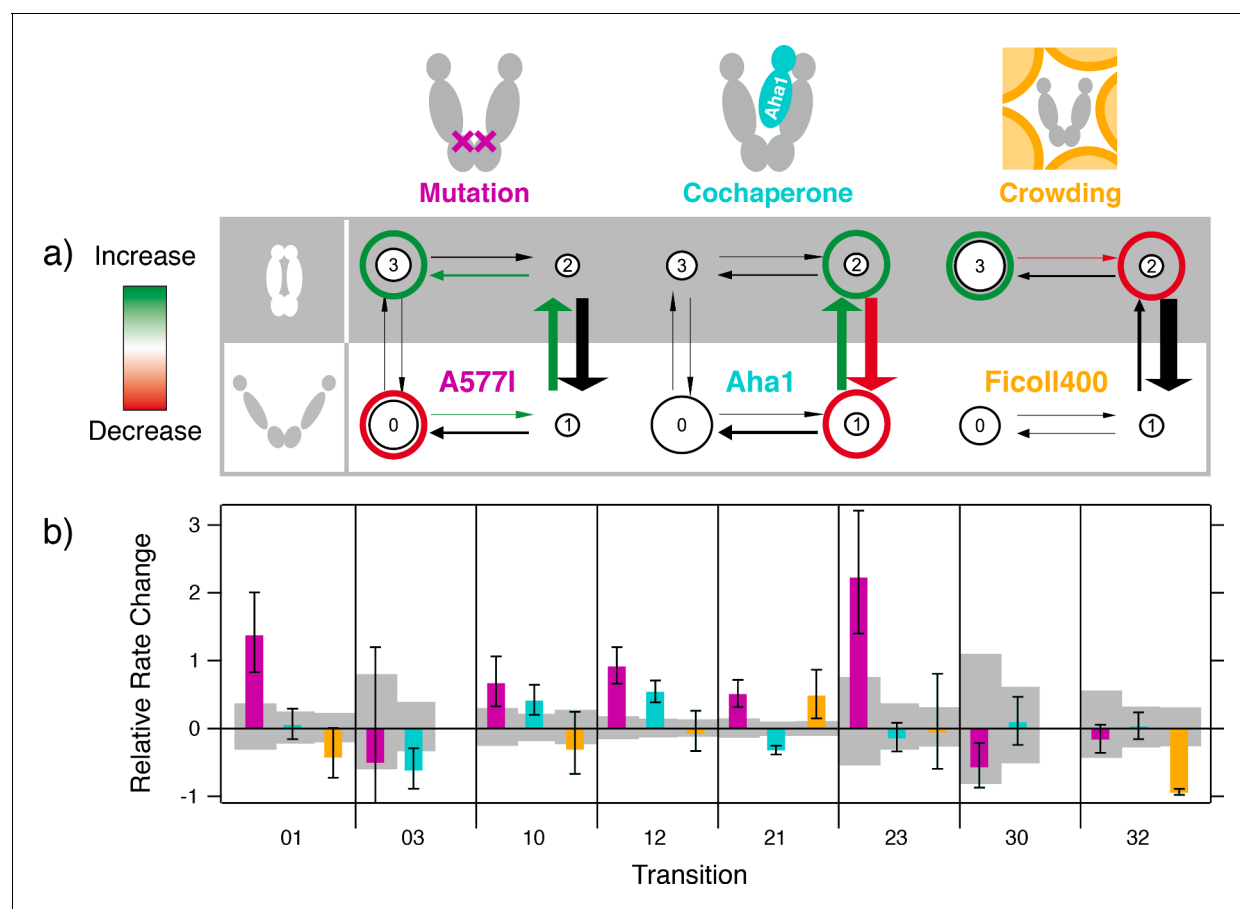 Aha1
Mutation Cochaperone Crowding
a)
Increase
Decrease
3 2 3 2 3 2
A577I Aha1 Ficoll400
0 1 0 1 0 1
b)
Relative Rate Change
3
2
1
0
-1
01 03 10 12 21 23 30 32
Transition